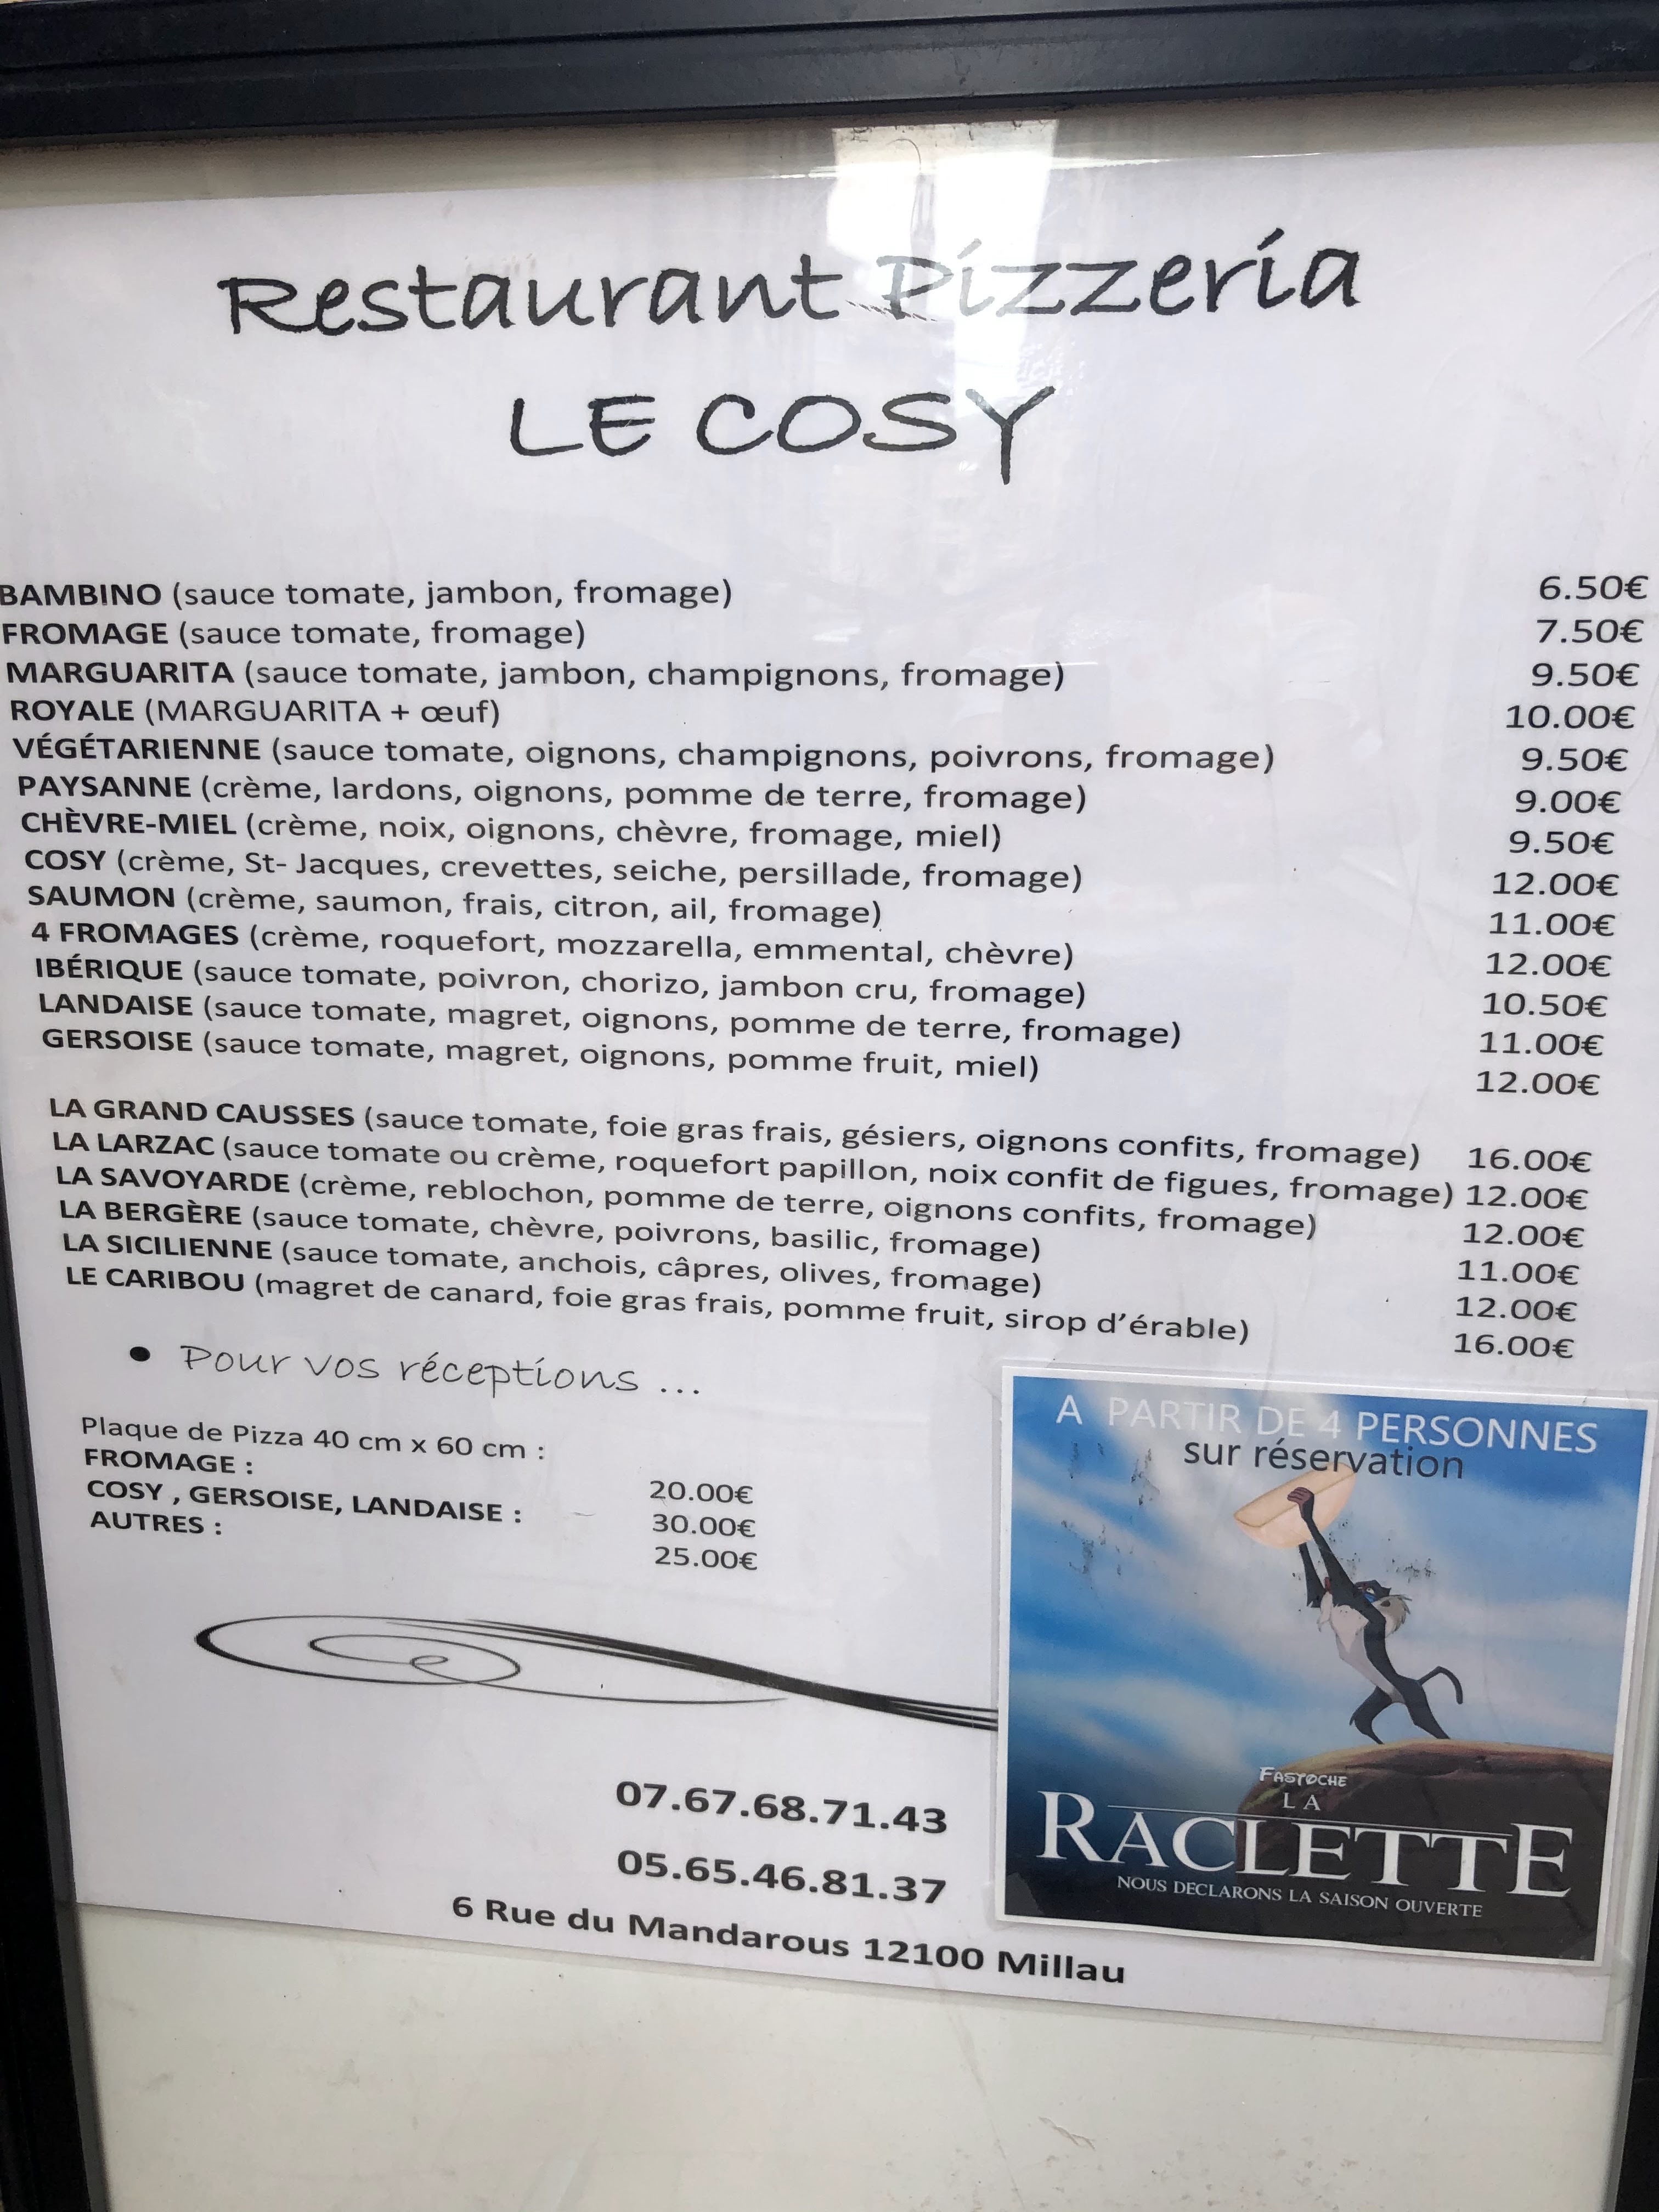 Restaurant Pizzeria
LE COSY
BAMBINO (sauce tomate, jambon, fromage) 6.50€
FROMAGE (sauce tomate, fromage) 7.50€
MARGUARITA (sauce tomate, jambon, champignons, fromage) 9.50€
ROYALE (MARGUARITA + œuf) 10.00€
VÉGÉTARIENNE (sauce tomate, oignons, champignons, poivrons, fromage) 9.50€
PAYSANNE (crème, lardons, oignons, pomme de terre, fromage) 9.00€
CHÈVRE-MIEL (crème, noix, oignons, chèvre, fromage, miel) 9.50€
COSY (crème, St- Jacques, crevettes, seiche, persillade, fromage) 12.00€
SAUMON (crème, saumon, frais, citron, ail, fromage) 11.00€
4 FROMAGES (crème, roquefort, mozzarella, emmental, chèvre) 12.00€
IBÉRIQUE (sauce tomate, poivron, chorizo, jambon cru, fromage) 10.50€
LANDAISE (sauce tomate, magret, oignons, pomme de terre, fromage) 11.00€
GERSOISE (sauce tomate, magret, oignons, pomme fruit, miel) 12.00€
LA GRAND CAUSSES (sauce tomate, foie gras frais, gésiers, oignons confits, fromage) 16.00€
LA LARZAC (sauce tomate ou crème, roquefort papillon, noix confit de figues, fromage) 12.00€
LA SAVOYARDE (crème, reblochon, pomme de terre, oignons confits, fromage) 12.00€
LA BERGÈRE (sauce tomate, chèvre, poivrons, basilic, fromage) 11.00€
LA SICILIENNE (sauce tomate, anchois, câpres, olives, fromage) 12.00€
LE CARIBOU (magret de canard, foie gras frais, pomme fruit, sirop d'érable) 16.00€
• Pour vos réceptions ...
Plaque de Pizza 40 cm x 60 cm :
FROMAGE : 20.00€
COSY , GERSOISE, LANDAISE : 30.00€
AUTRES : 25.00€
A PARTIR DE 4 PERSONNES
sur réservation
FASTOCHE
LA
RACLETTE
NOUS DECLARONS LA SAISON OUVERTE
07.67.68.71.43
05.65.46.81.37
6 Rue du Mandarous 12100 Millau